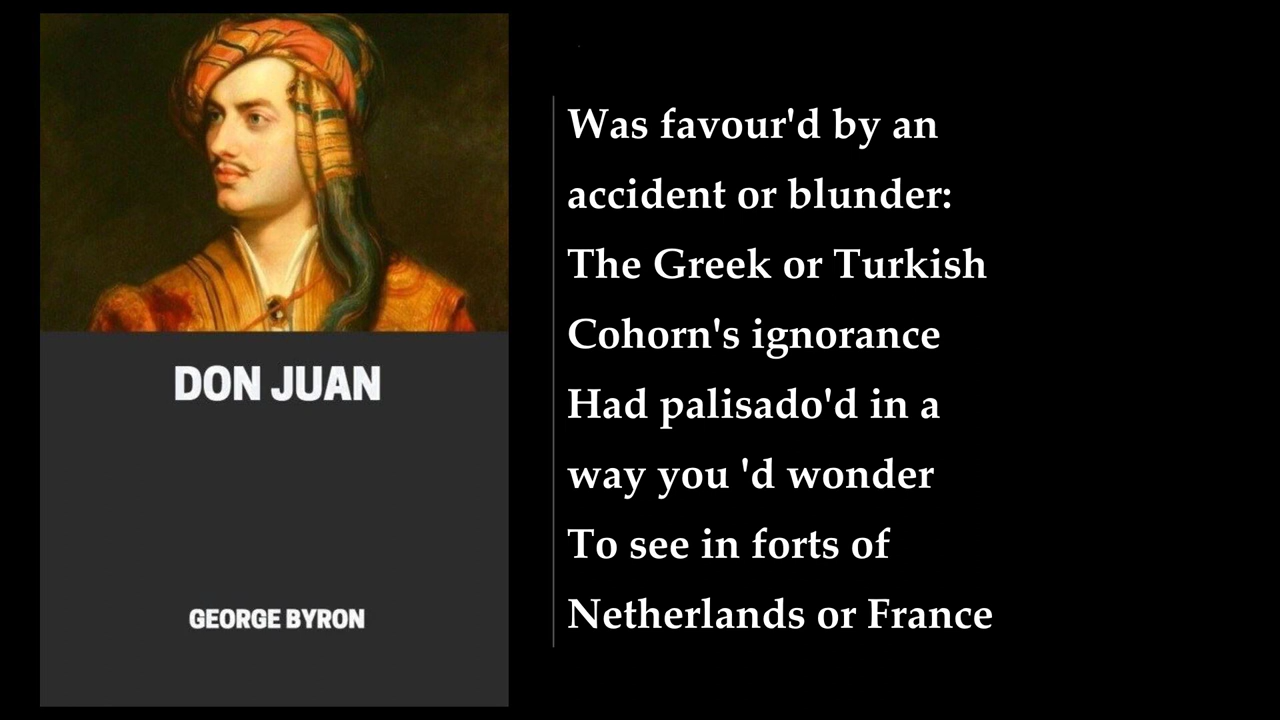 DON JUAN
GEORGE BYRON
Was favour'd by an
accident or blunder:
The Greek or Turkish
Cohorn's ignorance
Had palisado'd in a
way you 'd wonder
To see in forts of
Netherlands or France